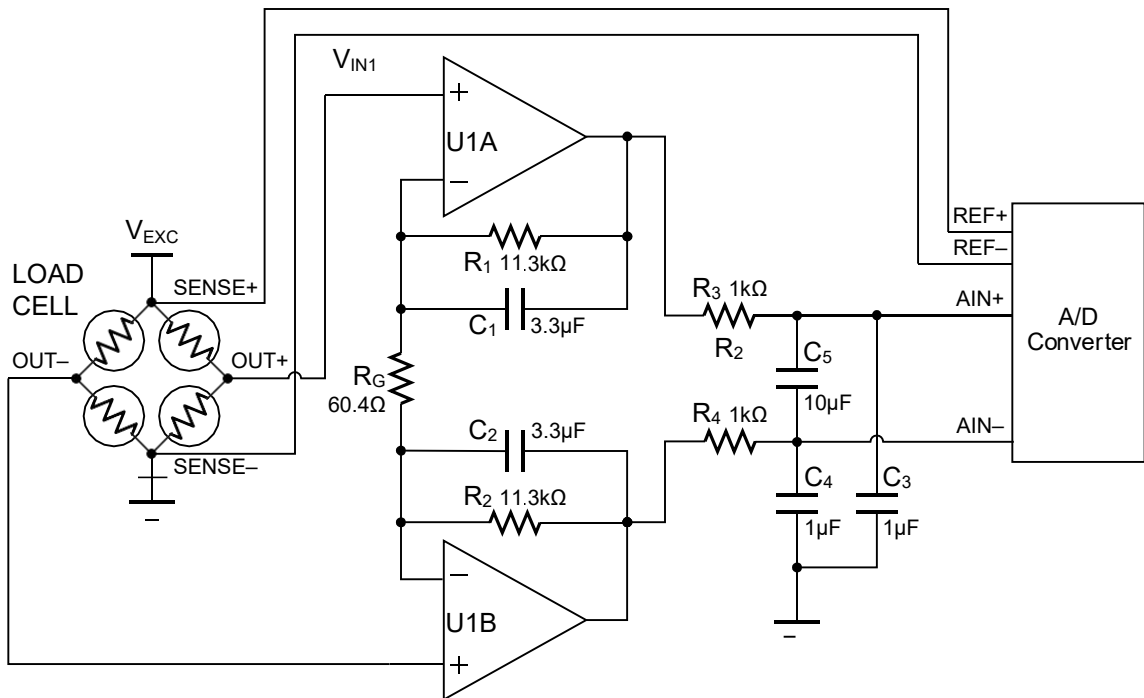 V_IN1
+
U1A
−
REF+
REF−
V_EXC
LOAD
CELL
SENSE+
R1 11.3kΩ
R3 1kΩ
A/D
Converter
C1
3.3µF
AIN+
R2
OUT−
OUT+
C5
RG
60.4Ω
10µF
C2
3.3µF
R4 1kΩ
AIN−
SENSE−
C4
C3
R2 11.3kΩ
1µF
1µF
−
U1B
+